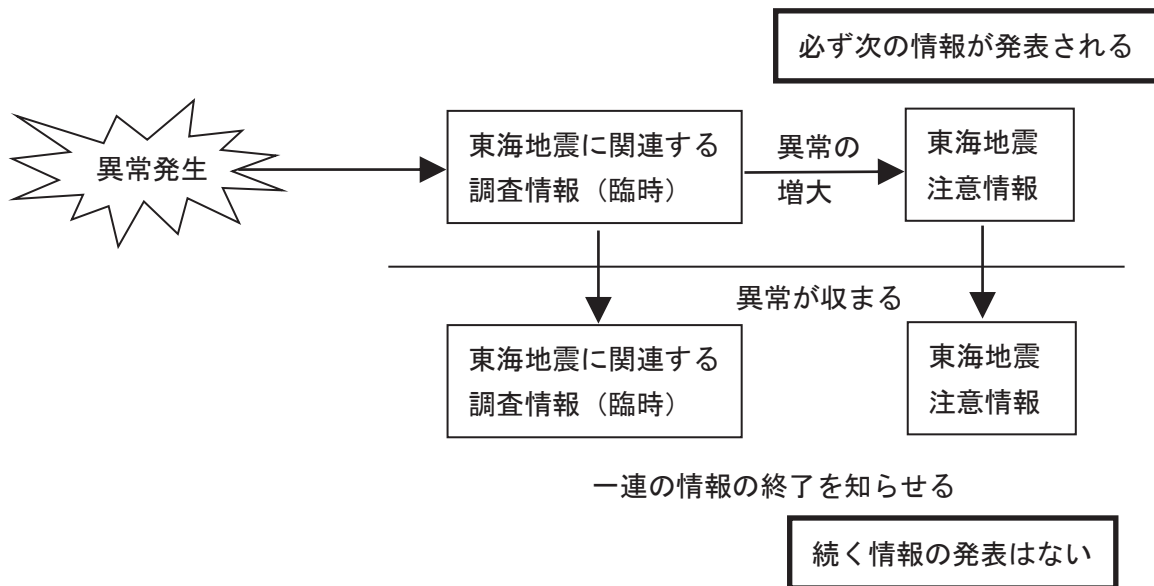 必ず次の情報が発表される
異常発生
東海地震に関連する
調査情報（臨時）
異常の
増大
東海地震
注意情報
異常が収まる
東海地震に関連する
調査情報（臨時）
東海地震
注意情報
一連の情報の終了を知らせる
続く情報の発表はない